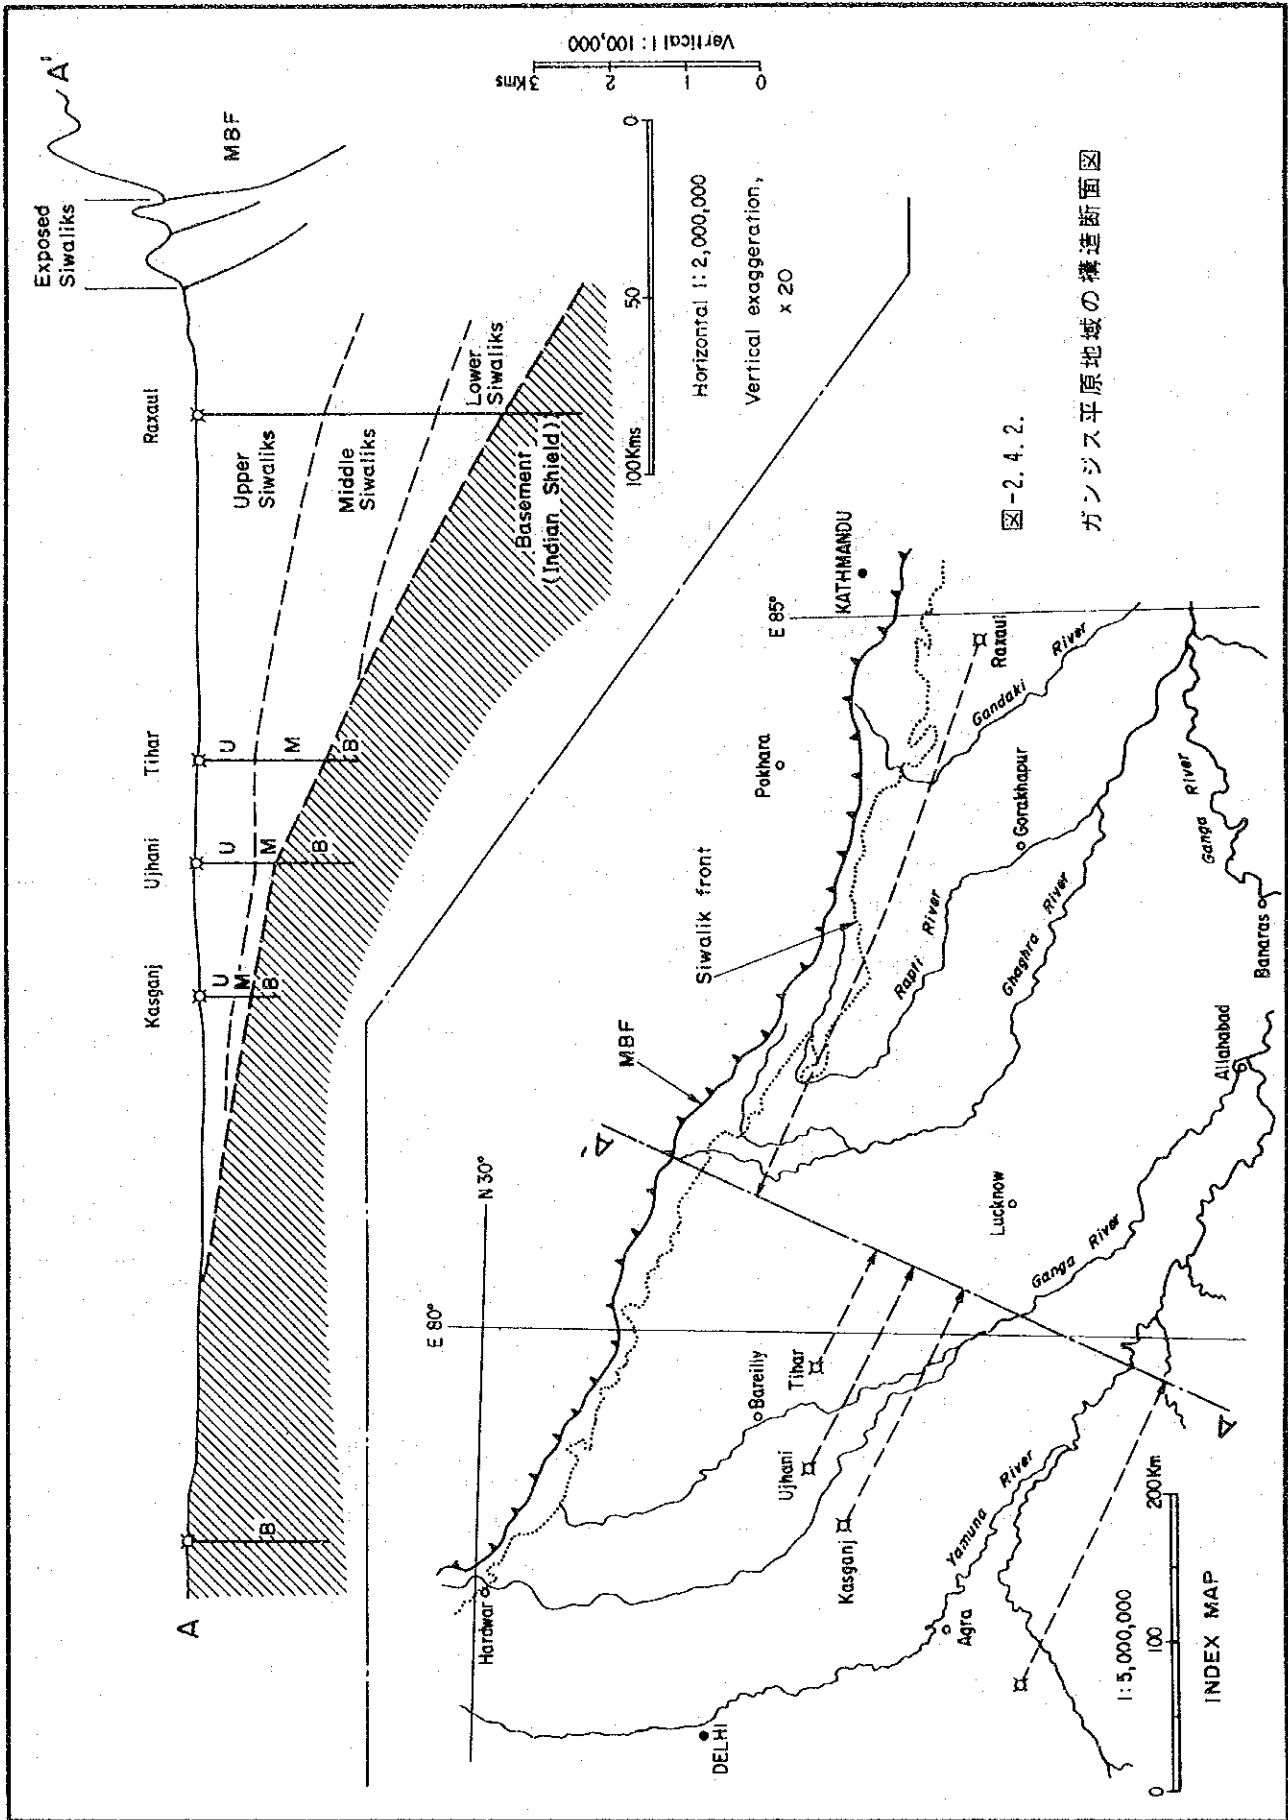 A
A'
Exposed
Siwaliks
MBF
Kasganj
Ujhani
Tihar
Raxaul
B
U
M
B
U
M
B
U
M
B
Upper
Siwaliks
Middle
Siwaliks
Lower
Siwaliks
Basement
(Indian Shield)
100Kms
50
0
Horizontal 1:2,000,000
Vertical exaggeration,
x 20
3Kms
2
1
0
Vertical 1:100,000
E 80°
N 30°
E 85°
Hardwar
DELHI
Agra
Yamuna River
Kasganj
Ujhani
Bareilly
Tihar
A'
A
MBF
Siwalik front
Lucknow
Ganga River
Allahabad
Banaras
Ganga River
Ghaghra River
Rapti River
Gorakhapur
Gandaki River
Pokhara
KATHMANDU
Raxaul
0
100
200Km
1:5,000,000
INDEX MAP
図-2.4.2.
ガンジス平原地域の構造断面図